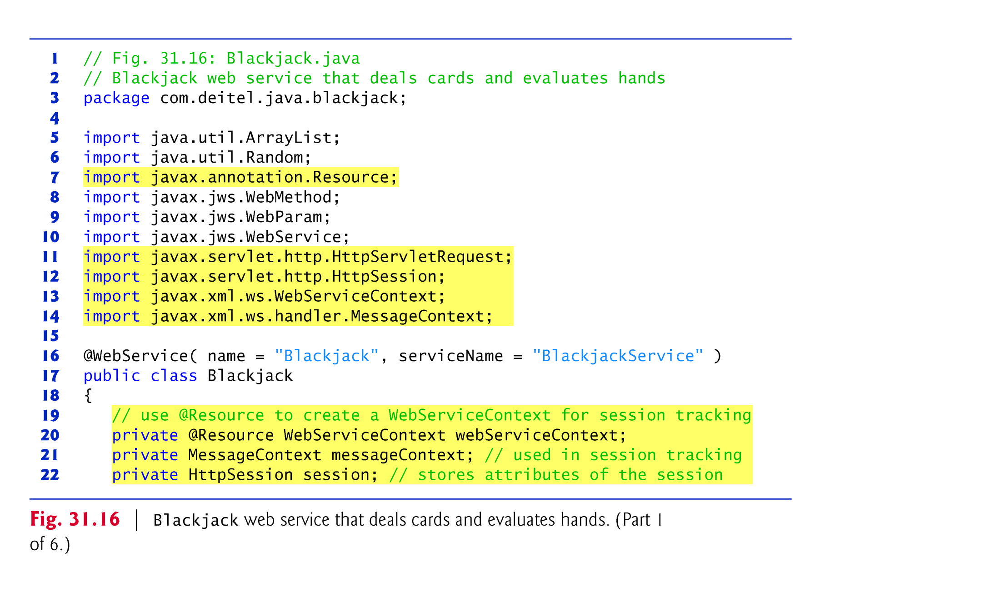 1 // Fig. 31.16: Blackjack.java
2 // Blackjack web service that deals cards and evaluates hands
3 package com.deitel.java.blackjack;
4
5 import java.util.ArrayList;
6 import java.util.Random;
7 import javax.annotation.Resource;
8 import javax.jws.WebMethod;
9 import javax.jws.WebParam;
10 import javax.jws.WebService;
11 import javax.servlet.http.HttpServletRequest;
12 import javax.servlet.http.HttpSession;
13 import javax.xml.ws.WebServiceContext;
14 import javax.xml.ws.handler.MessageContext;
15
16 @WebService( name = "Blackjack", serviceName = "BlackjackService" )
17 public class Blackjack
18 {
19    // use @Resource to create a WebServiceContext for session tracking
20    private @Resource WebServiceContext webServiceContext;
21    private MessageContext messageContext; // used in session tracking
22    private HttpSession session; // stores attributes of the session
Fig. 31.16 | Blackjack web service that deals cards and evaluates hands. (Part 1
of 6.)